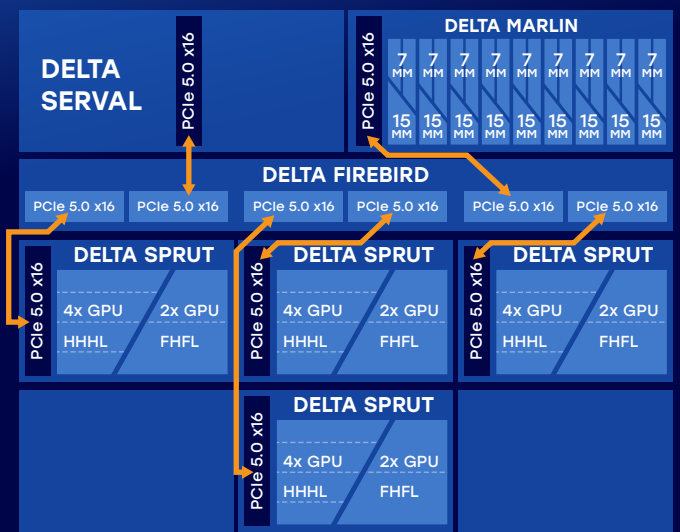 DELTA
SERVAL
PCIe 5.0 x16
DELTA MARLIN
PCIe 5.0 x16
7 7 7 7 7 7 7 7
MM MM MM MM MM MM MM MM
15 15 15 15 15 15 15 15
MM MM MM MM MM MM MM MM
DELTA FIREBIRD
PCIe 5.0 x16 PCIe 5.0 x16 PCIe 5.0 x16 PCIe 5.0 x16 PCIe 5.0 x16 PCIe 5.0 x16
DELTA SPRUT
PCIe 5.0 x16
4x GPU 2x GPU
HHHL FHFL
DELTA SPRUT
PCIe 5.0 x16
4x GPU 2x GPU
HHHL FHFL
DELTA SPRUT
PCIe 5.0 x16
4x GPU 2x GPU
HHHL FHFL
DELTA SPRUT
PCIe 5.0 x16
4x GPU 2x GPU
HHHL FHFL